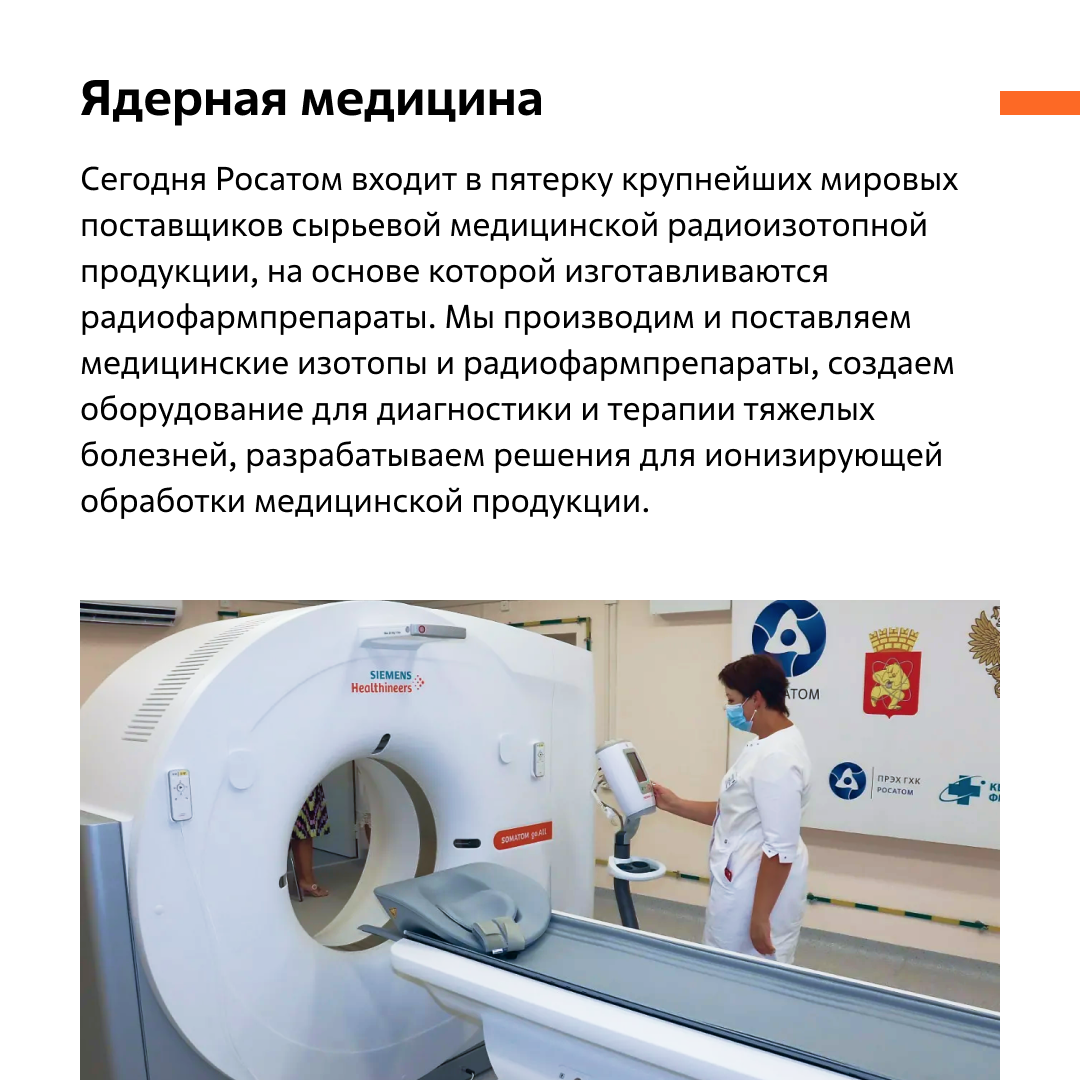 Ядерная медицина
Сегодня Росатом входит в пятерку крупнейших мировых
поставщиков сырьевой медицинской радиоизотопной
продукции, на основе которой изготавливаются
радиофармпрепараты. Мы производим и поставляем
медицинские изотопы и радиофармпрепараты, создаем
оборудование для диагностики и терапии тяжелых
болезней, разрабатываем решения для ионизирующей
обработки медицинской продукции.
SIEMENS
Healthineers
АТОМ
ПРЭХ ГХК
РОСАТОМ
SOMATOM go.All